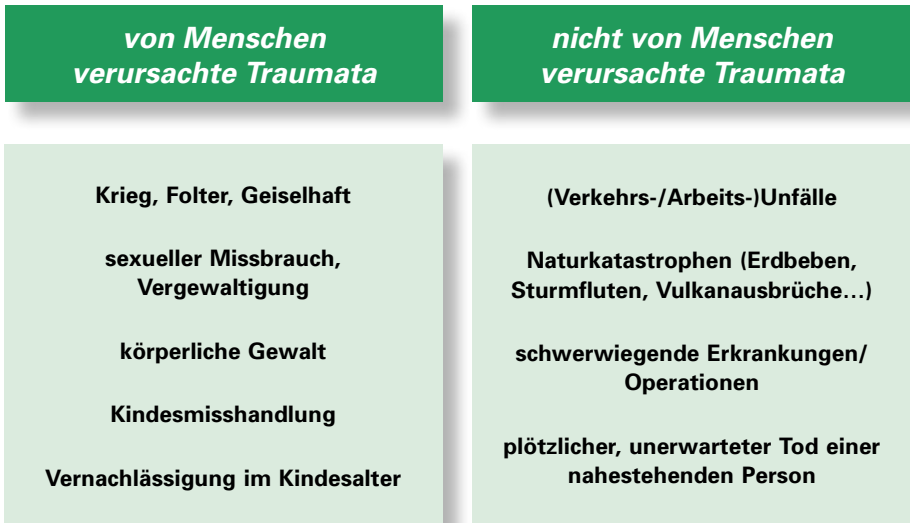 von Menschen
verursachte Traumata
Krieg, Folter, Geiselhaft
sexueller Missbrauch,
Vergewaltigung
körperliche Gewalt
Kindesmisshandlung
Vernachlässigung im Kindesalter
nicht von Menschen
verursachte Traumata
(Verkehrs-/Arbeits-)Unfälle
Naturkatastrophen (Erdbeben,
Sturmfluten, Vulkanausbrüche…)
schwerwiegende Erkrankungen/
Operationen
plötzlicher, unerwarteter Tod einer
nahestehenden Person